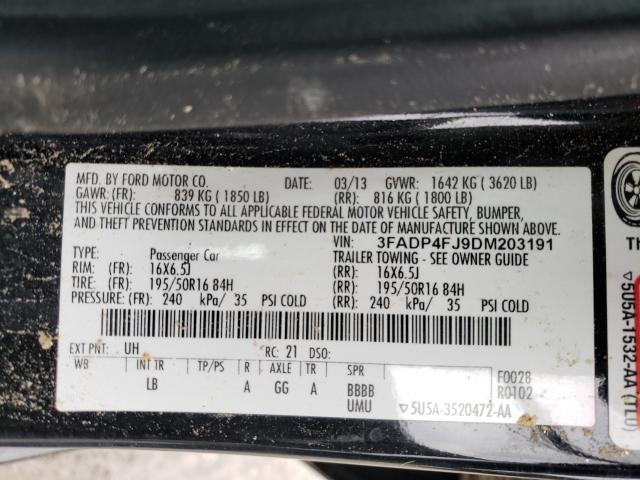 MFD. BY FORD MOTOR CO. DATE: 03/13 GVWR: 1642 KG ( 3620 LB)
GAWR: (FR): 839 KG ( 1850 LB) (RR): 816 KG ( 1800 LB)
THIS VEHICLE CONFORMS TO ALL APPLICABLE FEDERAL MOTOR VEHICLE SAFETY, BUMPER,
AND THEFT PREVENTION STANDARDS IN EFFECT ON THE DATE OF MANUFACTURE SHOWN ABOVE.
VIN: 3FADP4FJ9DM203191
TYPE: Passenger Car TRAILER TOWING - SEE OWNER GUIDE
RIM: (FR): 16X6.5J (RR): 16X6.5J
TIRE: (FR): 195/50R16 84H (RR): 195/50R16 84H
PRESSURE: (FR): 240 kPa/ 35 PSI COLD (RR): 240 kPa/ 35 PSI COLD
EXT PNT: UH RC: 21 DSO:
WB INT TR TP/PS R AXLE TR SPR
LB A GG A BBBB
UMU
F0028
R0102
5U5A-3520472-AA
5U5A-1532-AA (TLU)